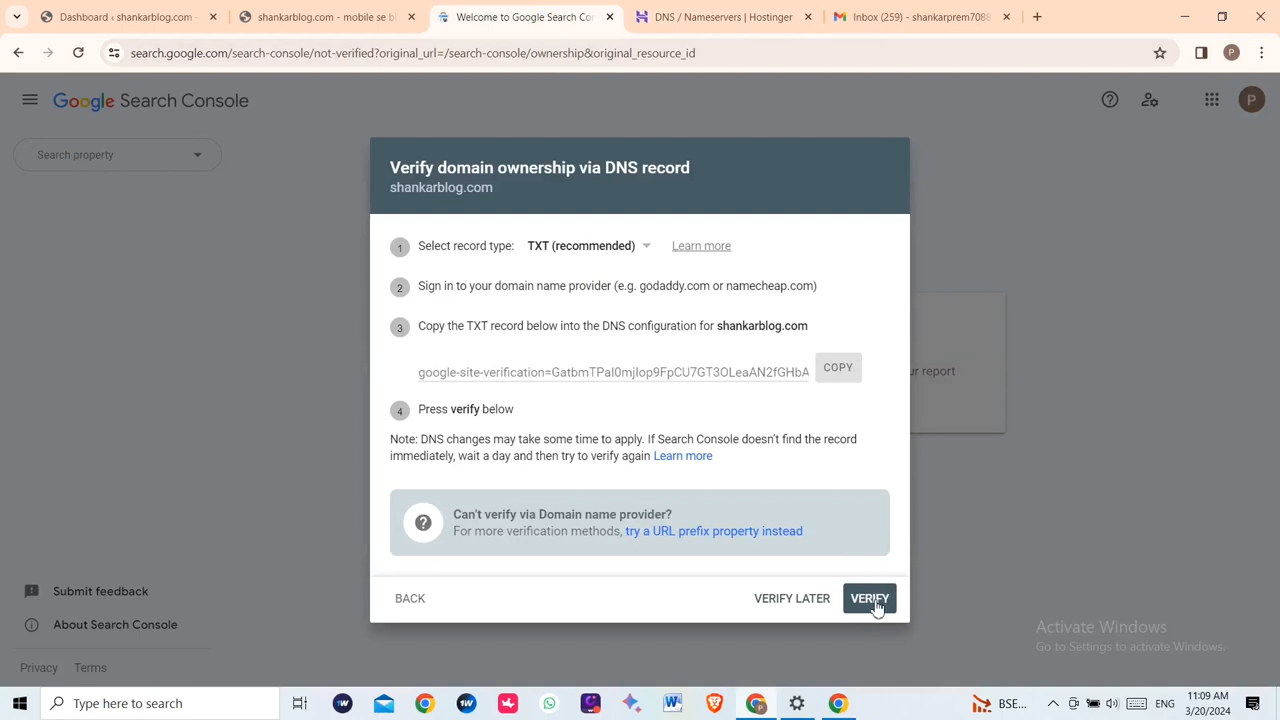 Dashboard ‹ shankarblog.com -
shankarblog.com - mobile se bl
Welcome to Google Search Con
DNS / Nameservers | Hostinger
Inbox (259) - shankarprem7088
search.google.com/search-console/not-verified?original_url=/search-console/ownership&original_resource_id
P
Google Search Console
P
Search property
Verify domain ownership via DNS record
shankarblog.com
1 Select record type: TXT (recommended) Learn more
2 Sign in to your domain name provider (e.g. godaddy.com or namecheap.com)
3 Copy the TXT record below into the DNS configuration for shankarblog.com
COPY
ur report
4 Press verify below
Note: DNS changes may take some time to apply. If Search Console doesn't find the record
immediately, wait a day and then try to verify again Learn more
Can't verify via Domain name provider?
For more verification methods, try a URL prefix property instead
BACK
VERIFY LATER
VERIFY
Submit feedback
About Search Console
Privacy Terms
Activate Windows
Go to Settings to activate Windows.
Type here to search
BSE...
ENG
11:09 AM
3/20/2024